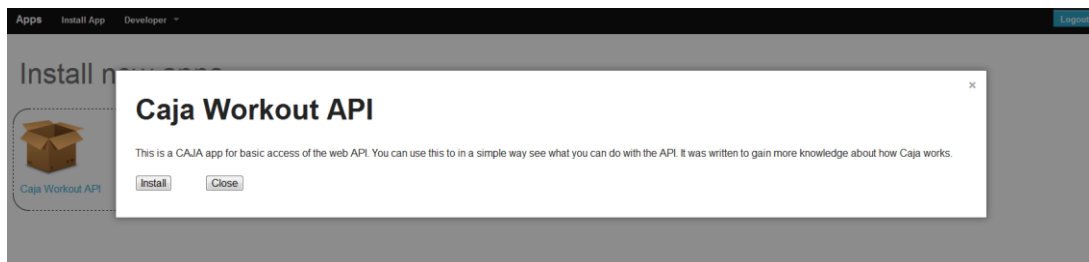 Apps Install App Developer
Logout
Install n
×
Caja Workout API
This is a CAJA app for basic access of the web API. You can use this to in a simple way see what you can do with the API. It was written to gain more knowledge about how Caja works.
Install Close
Caja Workout API